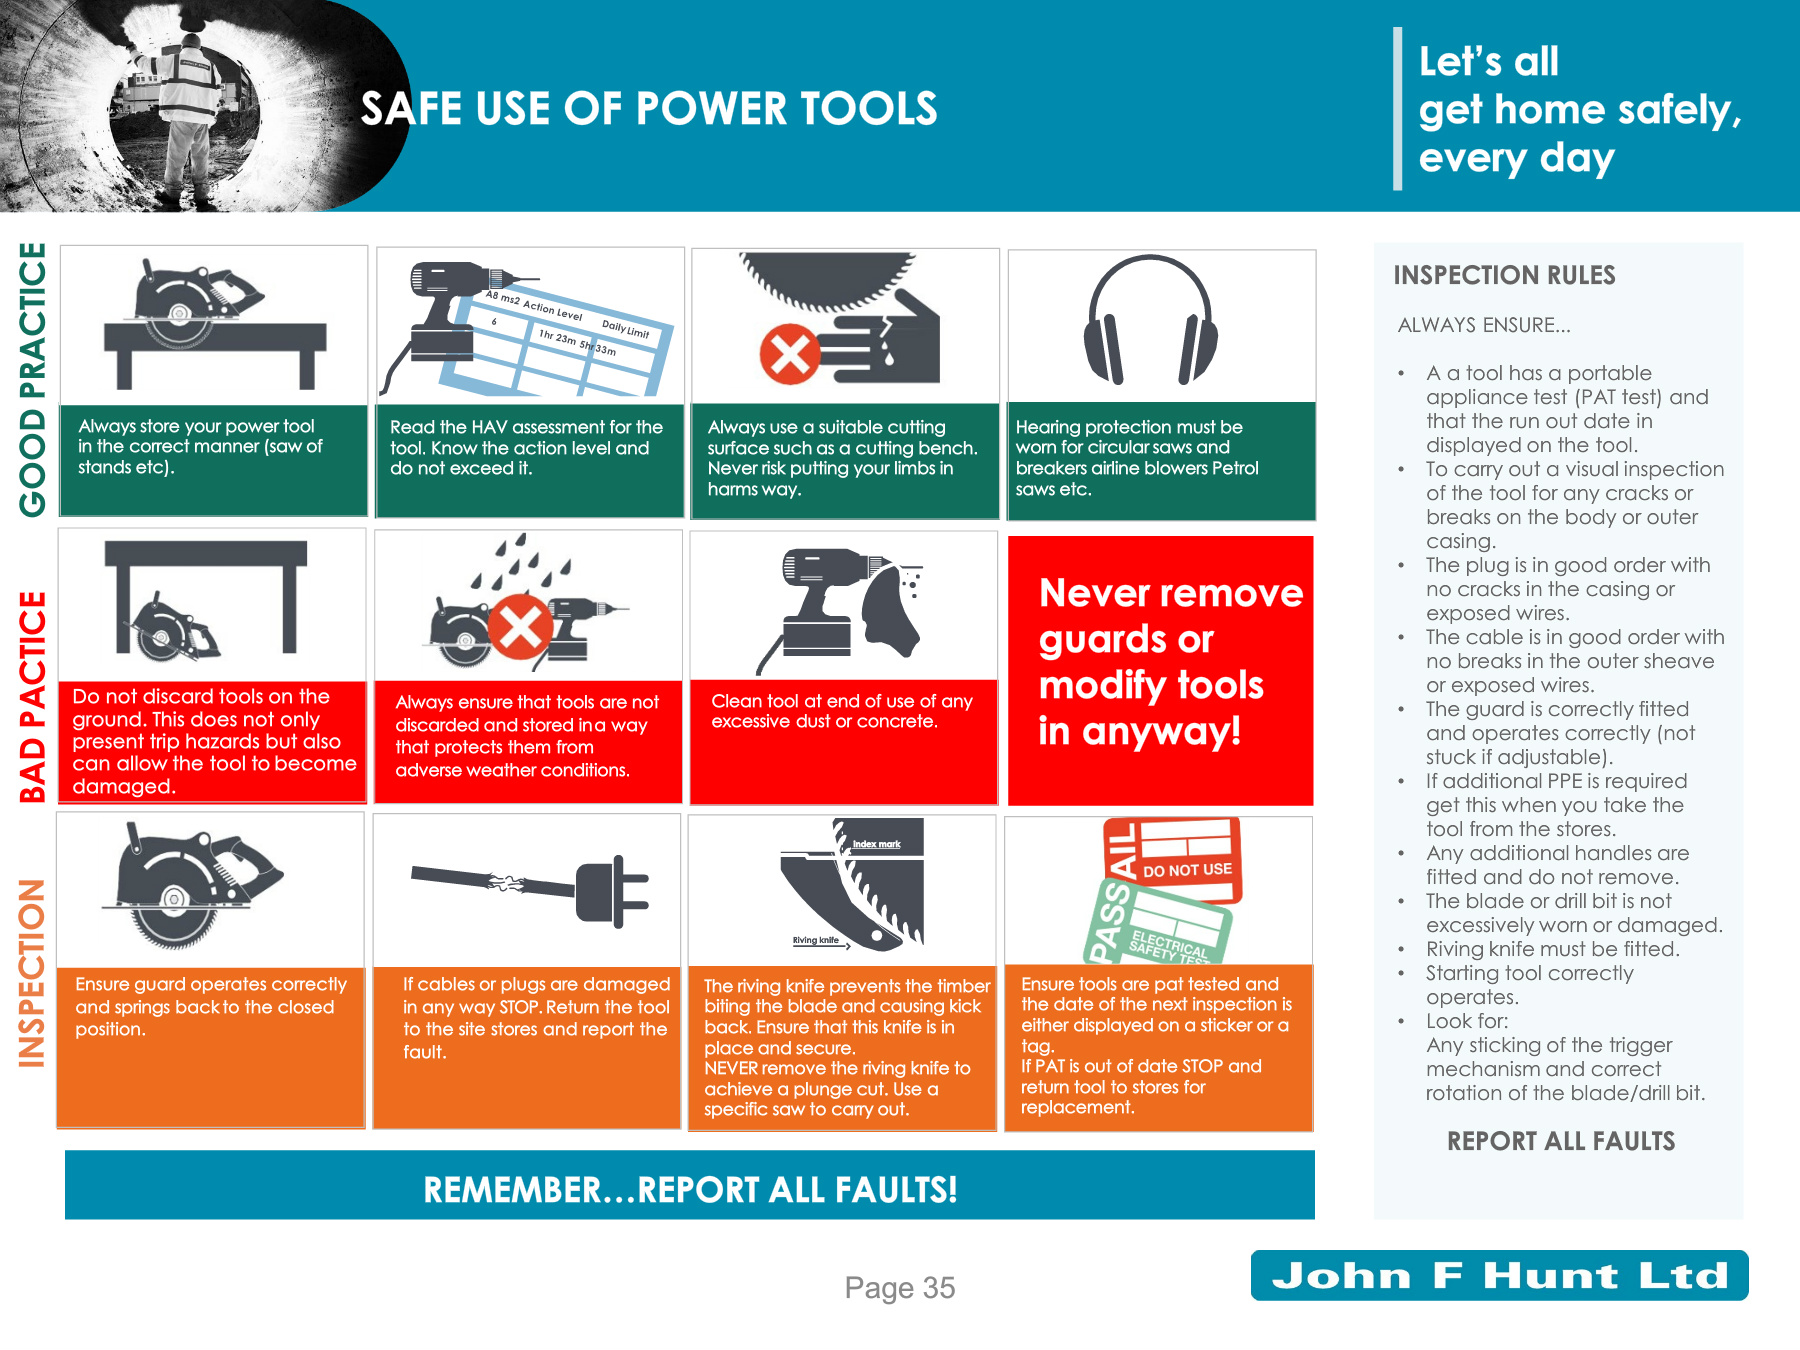 SAFE USE OF POWER TOOLS
Let's all
get home safely,
every day
GOOD PRACTICE
A8 ms2 Action Level Daily Limit
6 1hr 23m 5hr 33m
Always store your power tool
in the correct manner (saw of
stands etc).
Read the HAV assessment for the
tool. Know the action level and
do not exceed it.
Always use a suitable cutting
surface such as a cutting bench.
Never risk putting your limbs in
harms way.
Hearing protection must be
worn for circular saws and
breakers airline blowers Petrol
saws etc.
BAD PACTICE
Do not discard tools on the
ground. This does not only
present trip hazards but also
can allow the tool to become
damaged.
Always ensure that tools are not
discarded and stored in a way
that protects them from
adverse weather conditions.
Clean tool at end of use of any
excessive dust or concrete.
Never remove
guards or
modify tools
in anyway!
INSPECTION
Ensure guard operates correctly
and springs back to the closed
position.
If cables or plugs are damaged
in any way STOP. Return the tool
to the site stores and report the
fault.
Index mark
Riving knife
The riving knife prevents the timber
biting the blade and causing kick
back. Ensure that this knife is in
place and secure.
NEVER remove the riving knife to
achieve a plunge cut. Use a
specific saw to carry out.
AIL
DO NOT USE
PASS
ELECTRICAL
SAFETY TEST
Ensure tools are pat tested and
the date of the next inspection is
either displayed on a sticker or a
tag.
If PAT is out of date STOP and
return tool to stores for
replacement.
REMEMBER...REPORT ALL FAULTS!
INSPECTION RULES
ALWAYS ENSURE...
• A a tool has a portable
appliance test (PAT test) and
that the run out date in
displayed on the tool.
• To carry out a visual inspection
of the tool for any cracks or
breaks on the body or outer
casing.
• The plug is in good order with
no cracks in the casing or
exposed wires.
• The cable is in good order with
no breaks in the outer sheave
or exposed wires.
• The guard is correctly fitted
and operates correctly (not
stuck if adjustable).
• If additional PPE is required
get this when you take the
tool from the stores.
• Any additional handles are
fitted and do not remove.
• The blade or drill bit is not
excessively worn or damaged.
• Riving knife must be fitted.
• Starting tool correctly
operates.
• Look for:
Any sticking of the trigger
mechanism and correct
rotation of the blade/drill bit.
REPORT ALL FAULTS
Page 35
John F Hunt Ltd